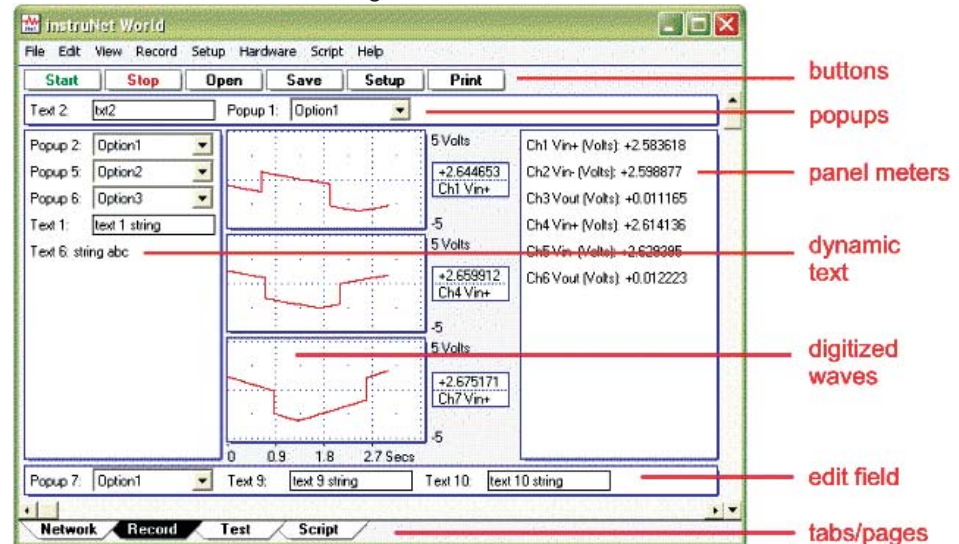 instruNet World
File Edit View Record Setup Hardware Script Help
Start Stop Open Save Setup Print
buttons
Text 2: txt2 Popup 1: Option1
popups
Popup 2: Option1
Popup 5: Option2
Popup 6: Option3
Text 1: text 1 string
Text 6: string abc
5 Volts
+2.644653
Ch1 Vin+
-5
5 Volts
+2.659912
Ch4 Vin+
-5
5 Volts
+2.675171
Ch7 Vin+
-5
0 0.9 1.8 2.7 Secs
Ch1 Vin+ (Volts): +2.583618
Ch2 Vin- (Volts): +2.598877
Ch3 Vout (Volts): +0.011165
Ch4 Vin+ (Volts): +2.614136
Ch5 Vin- (Volts): +2.629395
Ch6 Vout (Volts): +0.012223
panel meters
dynamic
text
digitized
waves
Popup 7: Option1 Text 9: text 9 string Text 10: text 10 string
edit field
Network Record Test Script
tabs/pages